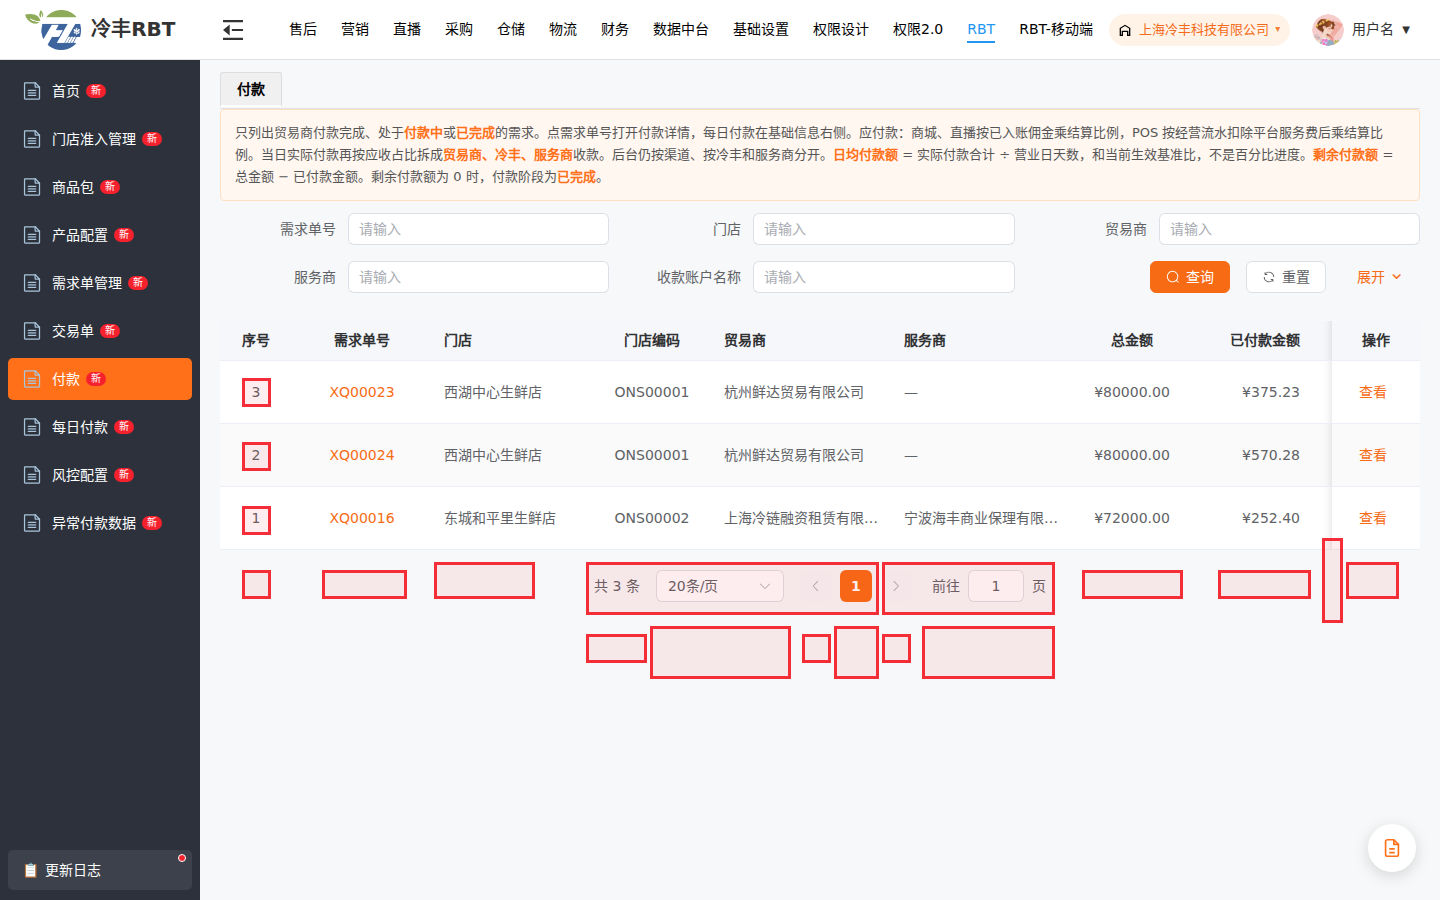 冷丰RBT
售后 营销 直播 采购 仓储 物流 财务 数据中台 基础设置 权限设计 权限2.0 RBT RBT-移动端 上海冷丰科技有限公司 ▾ 用户名 ▼
首页 新
门店准入管理 新
商品包 新
产品配置 新
需求单管理 新
交易单 新
付款 新
每日付款 新
风控配置 新
异常付款数据 新
更新日志
付款
只列出贸易商付款完成、处于付款中或已完成的需求。点需求单号打开付款详情，每日付款在基础信息右侧。应付款：商城、直播按已入账佣金乘结算比例，POS 按经营流水扣除平台服务费后乘结算比
例。当日实际付款再按应收占比拆成贸易商、冷丰、服务商收款。后台仍按渠道、按冷丰和服务商分开。日均付款额 = 实际付款合计 ÷ 营业日天数，和当前生效基准比，不是百分比进度。剩余付款额 =
总金额 − 已付款金额。剩余付款额为 0 时，付款阶段为已完成。
需求单号 请输入 门店 请输入 贸易商 请输入
服务商 请输入 收款账户名称 请输入 查询 重置 展开
序号 需求单号 门店 门店编码 贸易商 服务商 总金额 已付款金额 操作
3 XQ00023 西湖中心生鲜店 ONS00001 杭州鲜达贸易有限公司 — ¥80000.00 ¥375.23 查看
2 XQ00024 西湖中心生鲜店 ONS00001 杭州鲜达贸易有限公司 — ¥80000.00 ¥570.28 查看
1 XQ00016 东城和平里生鲜店 ONS00002 上海冷链融资租赁有限... 宁波海丰商业保理有限... ¥72000.00 ¥252.40 查看
共 3 条 20条/页 1 前往 1 页